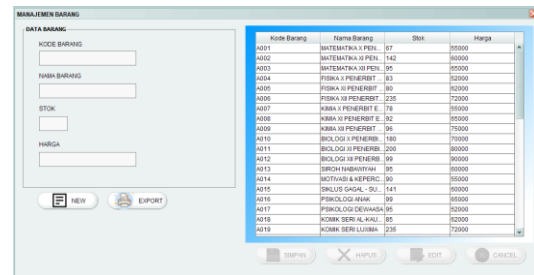 MANAJEMEN BARANG
DATA BARANG
KODE BARANG
NAMA BARANG
STOK
HARGA
NEW EXPORT
Kode Barang Nama Barang Stok Harga
A001 MATEMATIKA X PEN... 67 55000
A002 MATEMATIKA XI PEN... 142 60000
A003 MATEMATIKA XII PEN... 95 65000
A004 FISIKA X PENERBIT ... 83 52000
A005 FISIKA XI PENERBIT ... 80 62000
A006 FISIKA XII PENERBIT... 235 72000
A007 KIMIA X PENERBIT E... 78 55000
A008 KIMIA XI PENERBIT E... 92 65000
A009 KIMIA XII PENERBIT ... 96 75000
A010 BIOLOGI X PENERBI... 180 70000
A011 BIOLOGI XI PENERBI... 200 80000
A012 BIOLOGI XII PENERB... 99 90000
A013 SIROH NABAWIYAH 95 60000
A014 MOTIVASI & KEPERC... 90 55000
A015 SIKLUS GAGAL - SU... 141 60000
A016 PSIKOLOGI ANAK 99 65000
A017 PSIKOLOGI DEWAASA 95 52000
A018 KOMIK SERI AL-KAU... 85 62000
A019 KOMIK SERI LUXIMA 235 72000
SIMPAN HAPUS EDIT CANCEL